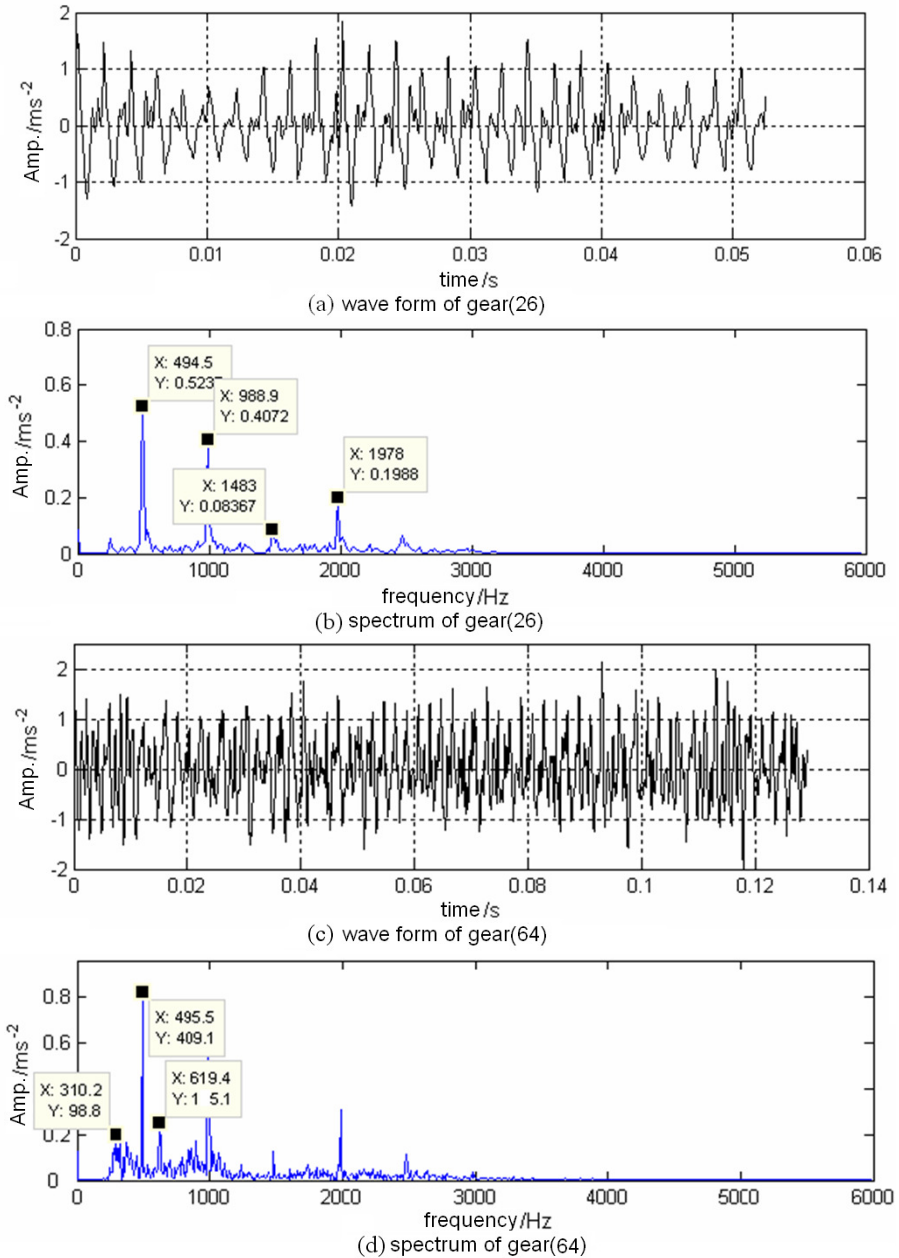 2
1
0
-1
-2
Amp./ms-2
0
0.01
0.02
0.03
0.04
0.05
0.06
time/s
(a) wave form of gear(26)
0.8
0.6
0.4
0.2
0
Amp./ms-2
X: 494.5
Y: 0.5237
X: 988.9
Y: 0.4072
X: 1483
Y: 0.08367
X: 1978
Y: 0.1988
0
1000
2000
3000
4000
5000
6000
frequency/Hz
(b) spectrum of gear(26)
2
1
0
-1
-2
Amp./ms-2
0
0.02
0.04
0.06
0.08
0.1
0.12
0.14
time/s
(c) wave form of gear(64)
0.8
0.6
0.2
0
Amp./ms-2
X: 495.5
Y: 409.1
X: 310.2
Y: 98.8
X: 619.4
Y: 1 5.1
0
1000
2000
3000
4000
5000
6000
frequency/Hz
(d) spectrum of gear(64)